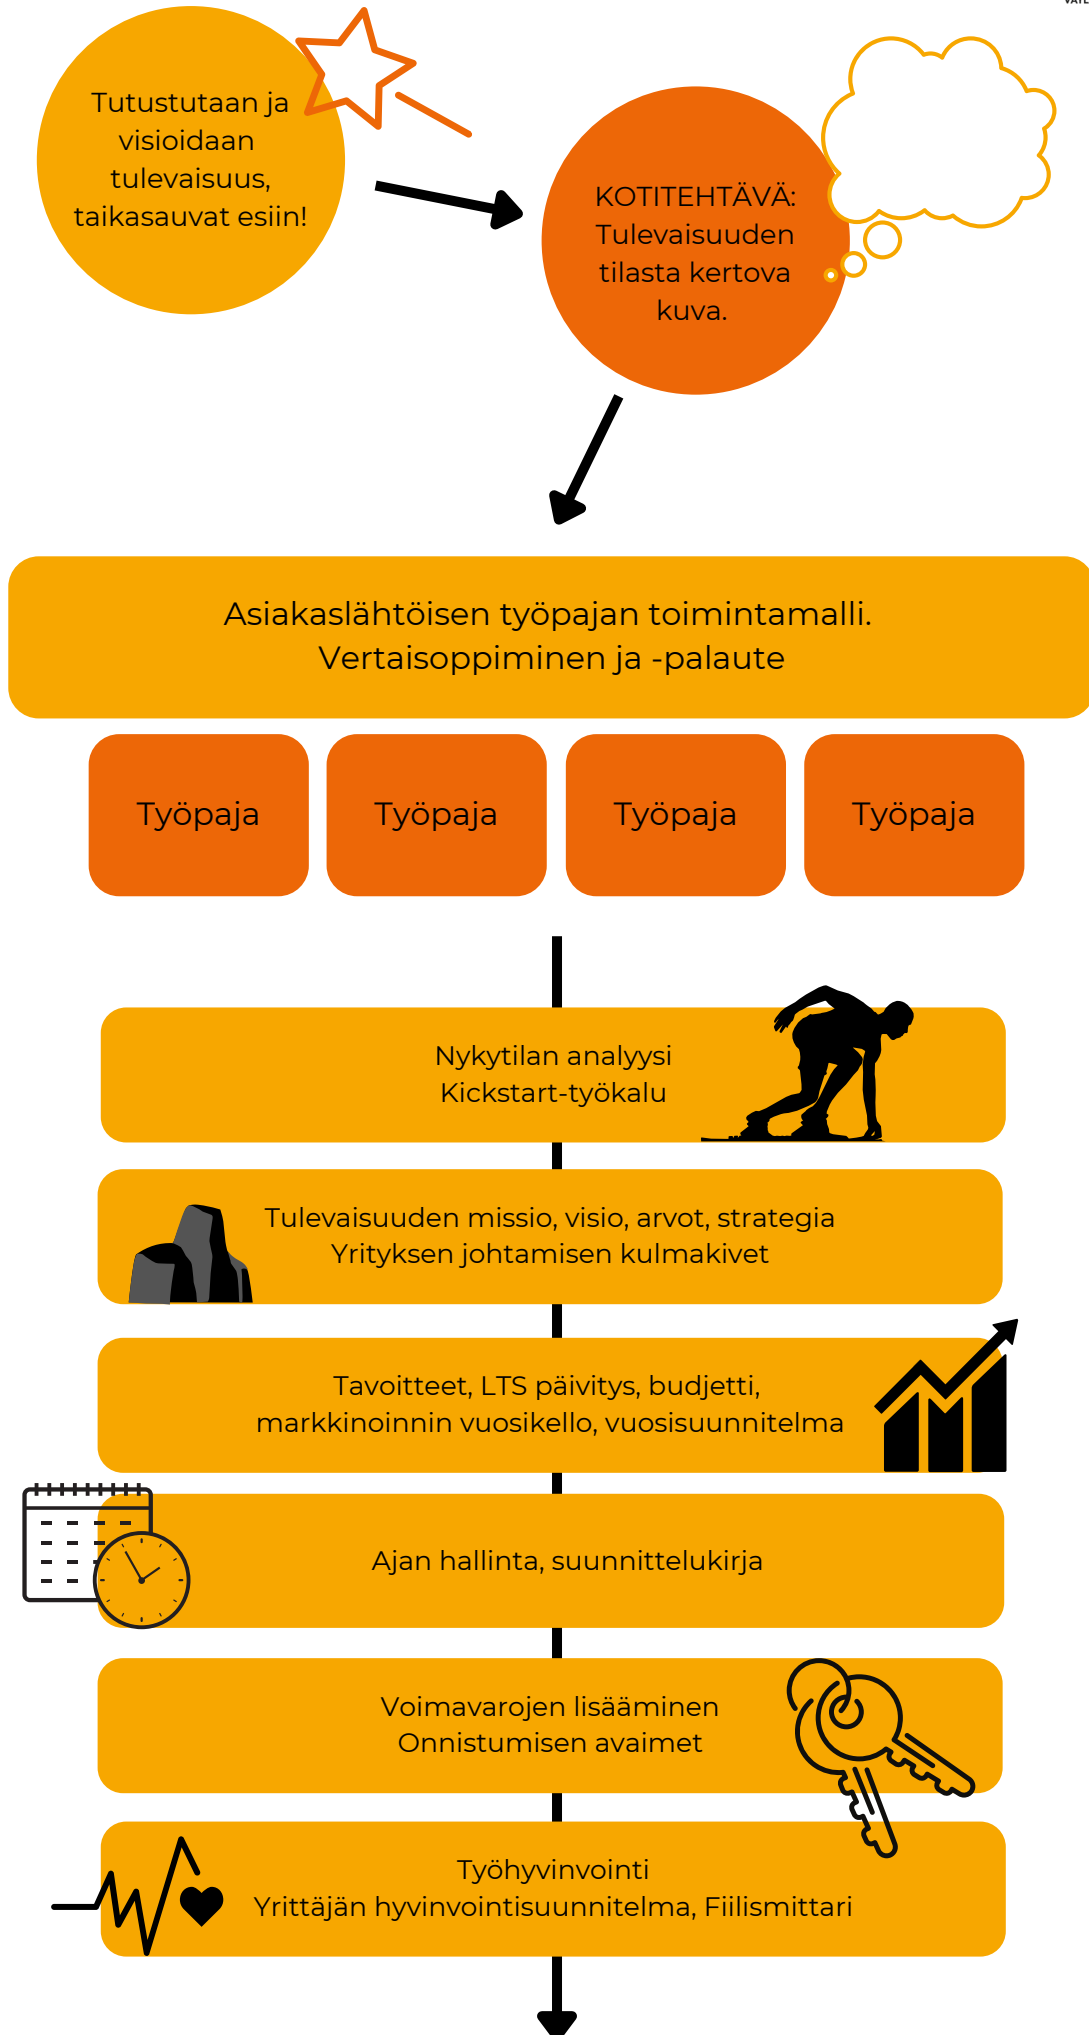 Tutustutaan ja
visioidaan
tulevaisuus,
taikasauvat esiin!
KOTITEHTÄVÄ:
Tulevaisuuden
tilasta kertova
kuva.
Asiakaslähtöisen työpajan toimintamalli.
Vertaisoppiminen ja -palaute
Työpaja
Työpaja
Työpaja
Työpaja
Nykytilan analyysi
Kickstart-työkalu
Tulevaisuuden missio, visio, arvot, strategia
Yrityksen johtamisen kulmakivet
Tavoitteet, LTS päivitys, budjetti,
markkinoinnin vuosikello, vuosisuunnitelma
Ajan hallinta, suunnittelukirja
Voimavarojen lisääminen
Onnistumisen avaimet
Työhyvinvointi
Yrittäjän hyvinvointisuunnitelma, Fiilismittari